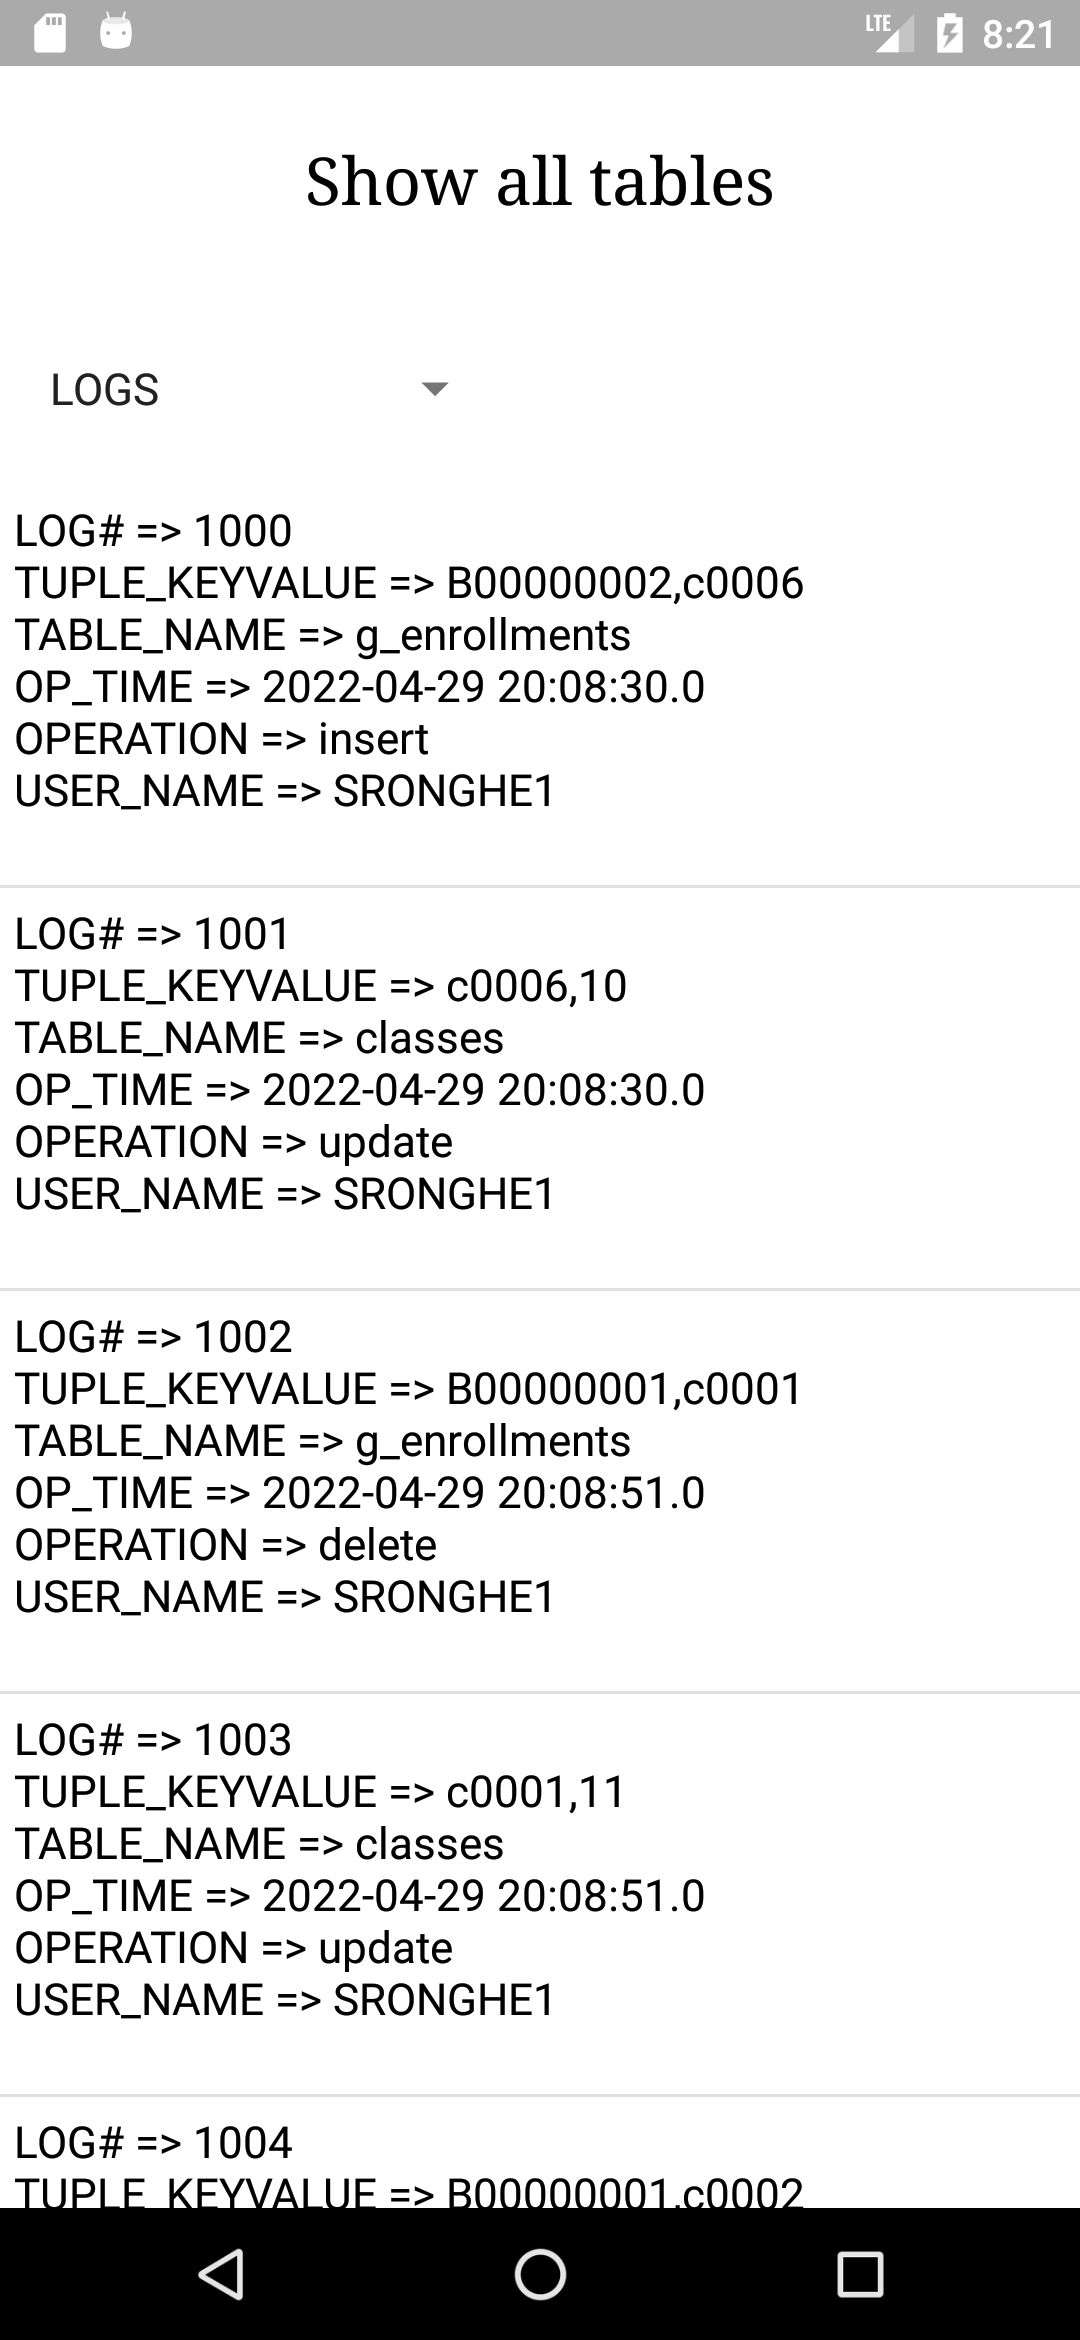 LTE 8:21
Show all tables
LOGS
LOG# => 1000
TUPLE_KEYVALUE => B00000002,c0006
TABLE_NAME => g_enrollments
OP_TIME => 2022-04-29 20:08:30.0
OPERATION => insert
USER_NAME => SRONGHE1
LOG# => 1001
TUPLE_KEYVALUE => c0006,10
TABLE_NAME => classes
OP_TIME => 2022-04-29 20:08:30.0
OPERATION => update
USER_NAME => SRONGHE1
LOG# => 1002
TUPLE_KEYVALUE => B00000001,c0001
TABLE_NAME => g_enrollments
OP_TIME => 2022-04-29 20:08:51.0
OPERATION => delete
USER_NAME => SRONGHE1
LOG# => 1003
TUPLE_KEYVALUE => c0001,11
TABLE_NAME => classes
OP_TIME => 2022-04-29 20:08:51.0
OPERATION => update
USER_NAME => SRONGHE1
LOG# => 1004
TUPLE_KEYVALUE => B00000001,c0002